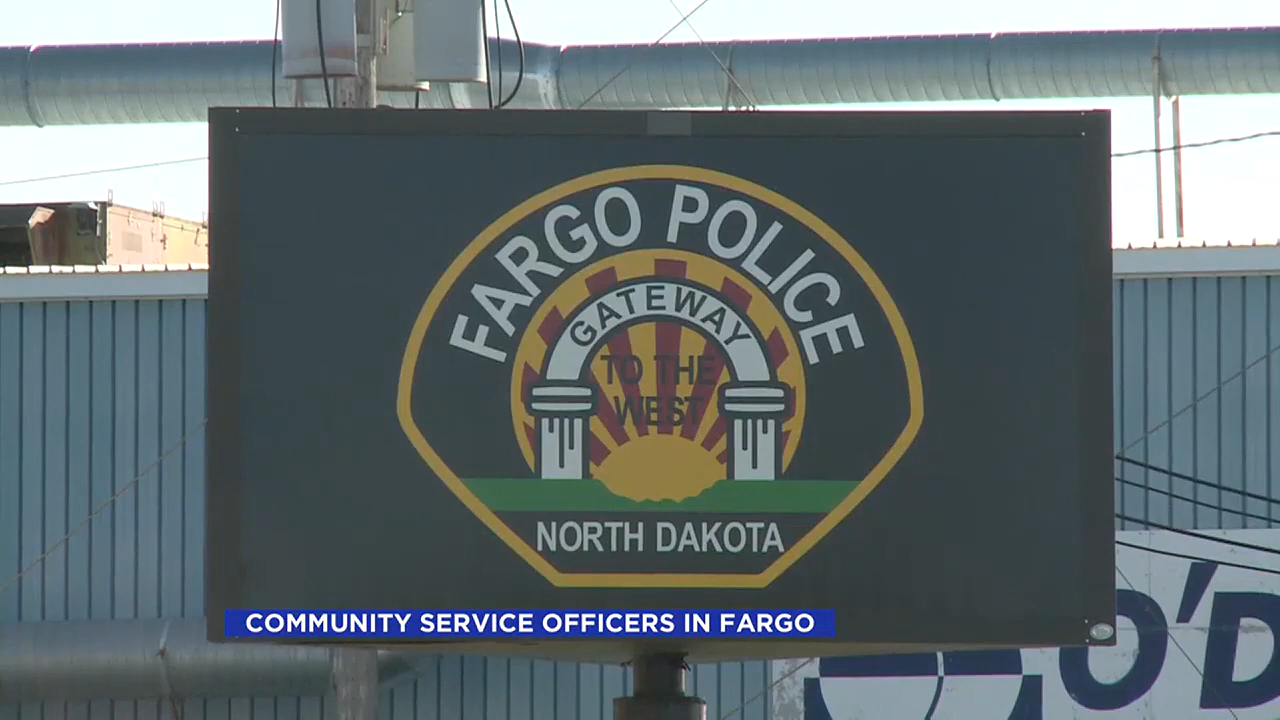 FARGO POLICE
GATEWAY
TO THE
WEST
NORTH DAKOTA
COMMUNITY SERVICE OFFICERS IN FARGO
O'D